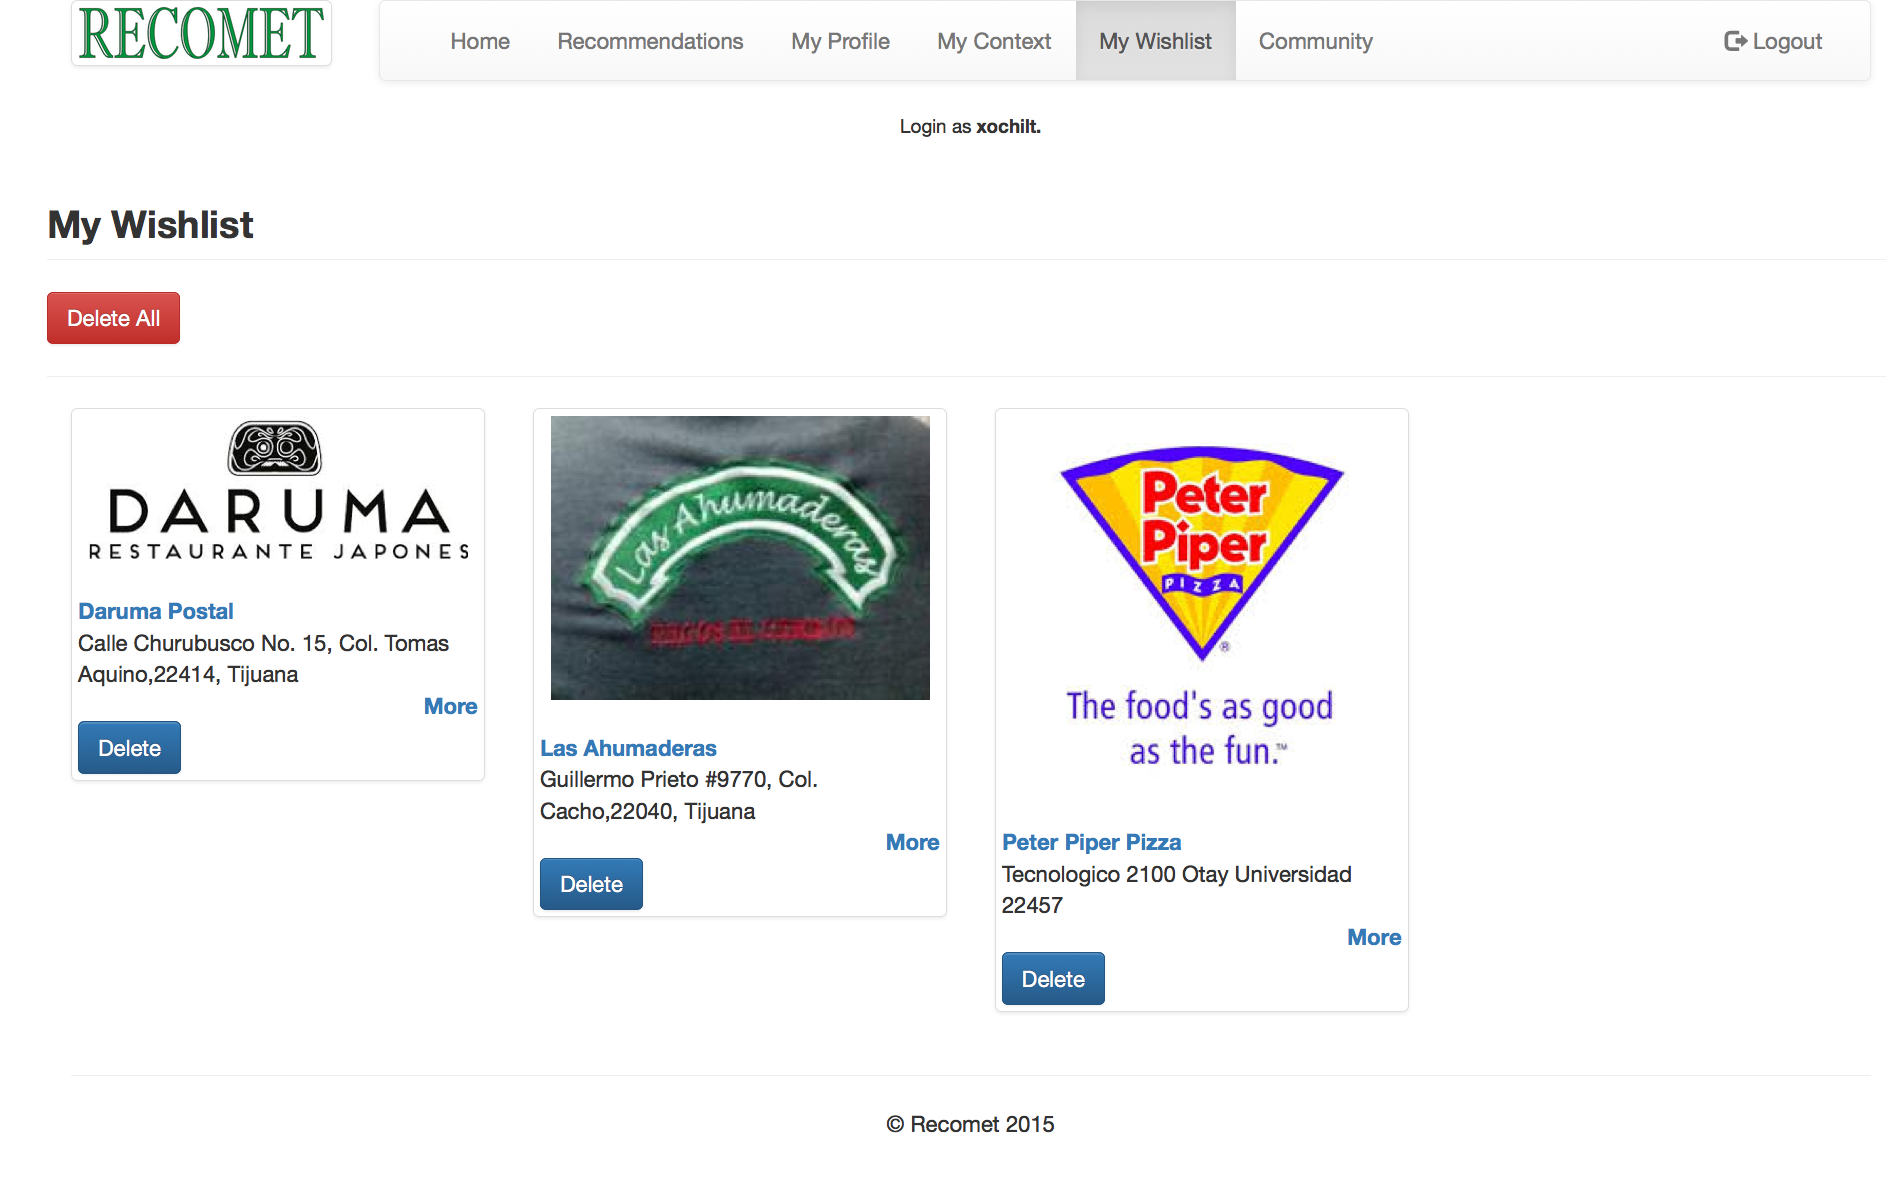 RECOMET
Home
Recommendations
My Profile
My Context
My Wishlist
Community
Logout
Login as xochilt.
My Wishlist
Delete All
DARUMA
RESTAURANTE JAPONES
Daruma Postal
Calle Churubusco No. 15, Col. Tomas
Aquino,22414, Tijuana
More
Delete
Las Ahumaderas
Las Ahumaderas
Guillermo Prieto #9770, Col.
Cacho,22040, Tijuana
More
Delete
Peter
Piper
PIZZA
®
The food's as good
as the fun.™
Peter Piper Pizza
Tecnologico 2100 Otay Universidad
22457
More
Delete
© Recomet 2015